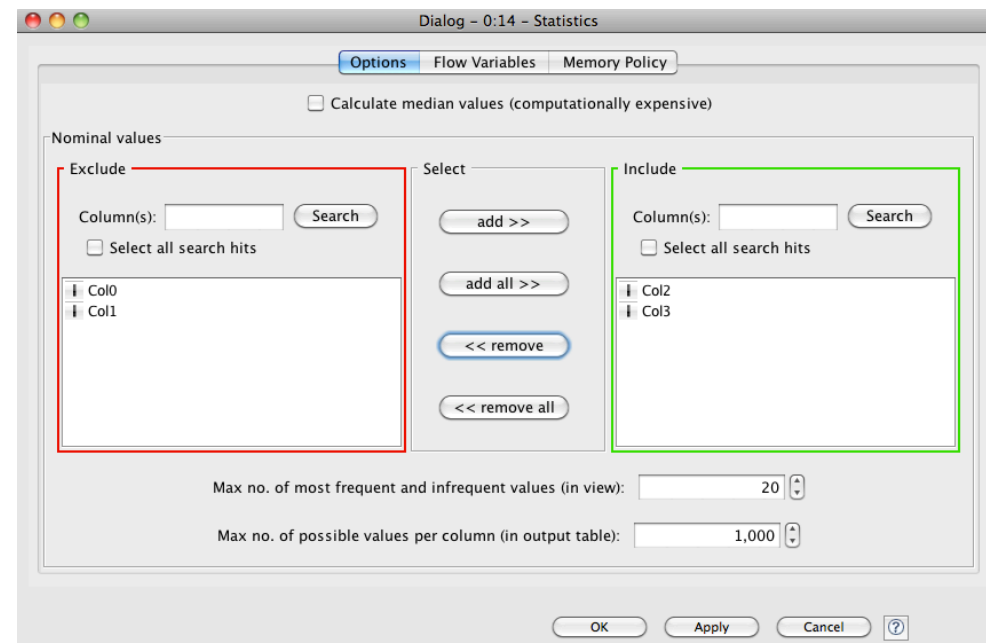 Dialog – 0:14 – Statistics
Options Flow Variables Memory Policy
Calculate median values (computationally expensive)
Nominal values
Exclude Select Include
Column(s): Search add >> Column(s): Search
Select all search hits Select all search hits
add all >>
Col0 Col2
Col1 Col3
<< remove
<< remove all
Max no. of most frequent and infrequent values (in view): 20
Max no. of possible values per column (in output table): 1,000
OK Apply Cancel ?